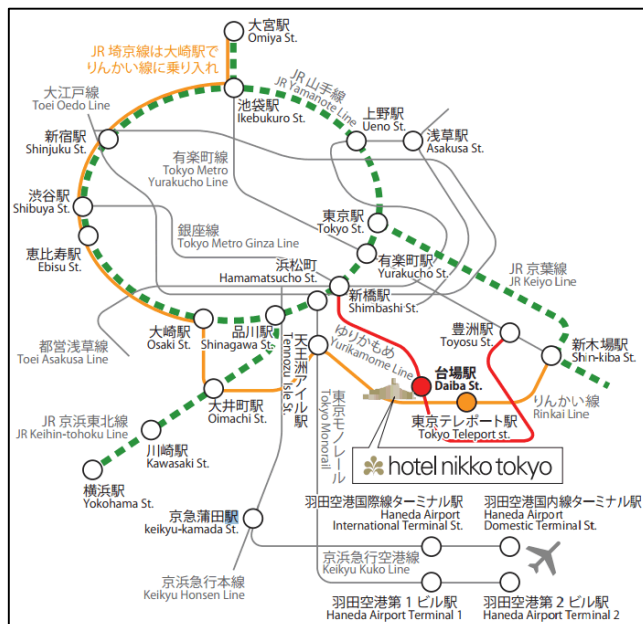 大宮駅
Omiya St.
JR 埼京線は大崎駅で
りんかい線に乗り入れ
大江戸線
Toei Oedo Line
JR 山手線
JR Yamanote Line
池袋駅
Ikebukuro St.
上野駅
Ueno St.
浅草駅
Asakusa St.
新宿駅
Shinjuku St.
有楽町線
Tokyo Metro
Yurakucho Line
渋谷駅
Shibuya St.
東京駅
Tokyo St.
銀座線
Tokyo Metro Ginza Line
有楽町駅
Yurakucho St.
恵比寿駅
Ebisu St.
浜松町
Hamamatsucho St.
JR 京葉線
JR Keiyo Line
新橋駅
Shimbashi St.
都営浅草線
Toei Asakusa Line
大崎駅
Osaki St.
品川駅
Shinagawa St.
天王洲アイル駅
Tennozu Isle St.
ゆりかもめ
Yurikamome Line
豊洲駅
Toyosu St.
新木場駅
Shin-kiba St.
台場駅
Daiba St.
りんかい線
Rinkai Line
大井町駅
Oimachi St.
東京モノレール
Tokyo Monorail
東京テレポート駅
Tokyo Teleport st.
JR 京浜東北線
JR Keihin-tohoku Line
川崎駅
Kawasaki St.
hotel nikko tokyo
横浜駅
Yokohama St.
京急蒲田駅
keikyu-kamada St.
羽田空港国際線ターミナル駅
Haneda Airport
International Terminal St.
羽田空港国内線ターミナル駅
Haneda Airport
Domestic Terminal St.
京浜急行空港線
Keikyu Kuko Line
京浜急行本線
Keikyu Honsen Line
羽田空港第 1 ビル駅
Haneda Airport Terminal 1
羽田空港第 2 ビル駅
Haneda Airport Terminal 2